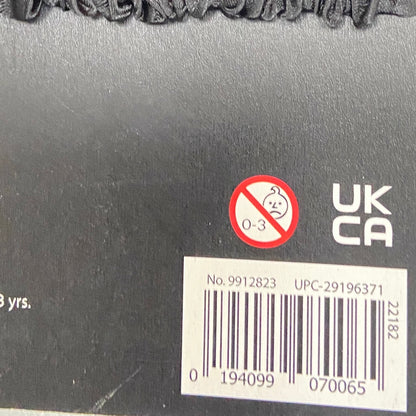 UK
CA
0-3
3 yrs.
No. 9912823 UPC-29196371
22182
0 194099 070065